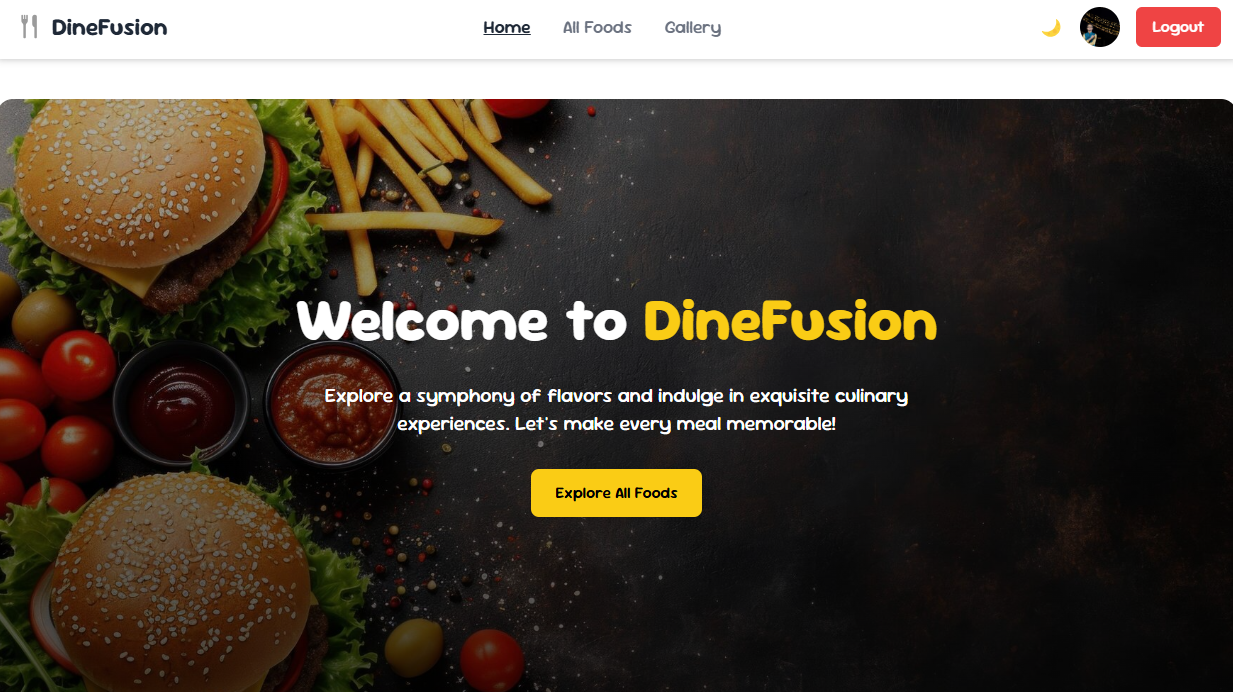 DineFusion
Home
All Foods
Gallery
Logout
Welcome to DineFusion
Explore a symphony of flavors and indulge in exquisite culinary
experiences. Let's make every meal memorable!
Explore All Foods